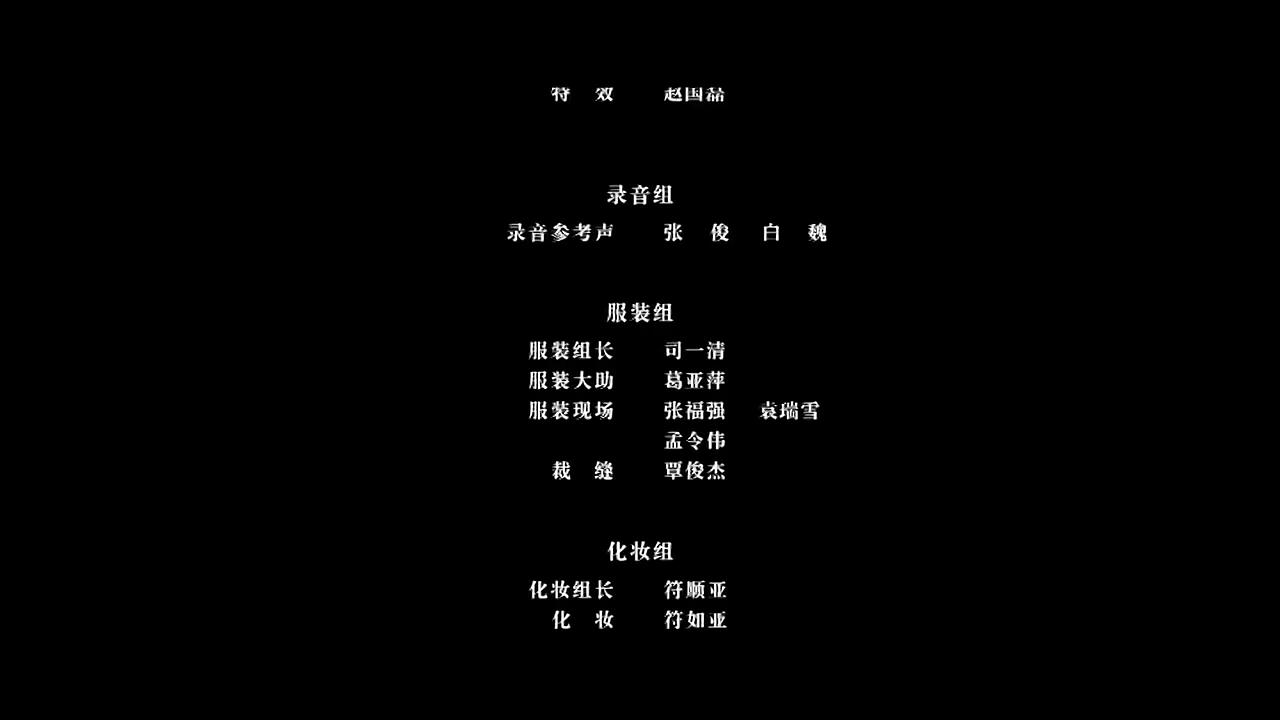 特 效 赵国磊
录音组
录音参考声 张 俊 白 魏
服装组
服装组长 司一清
服装大助 葛亚萍
服装现场 张福强 袁瑞雪
孟令伟
裁 缝 覃俊杰
化妆组
化妆组长 符顺亚
化 妆 符如亚